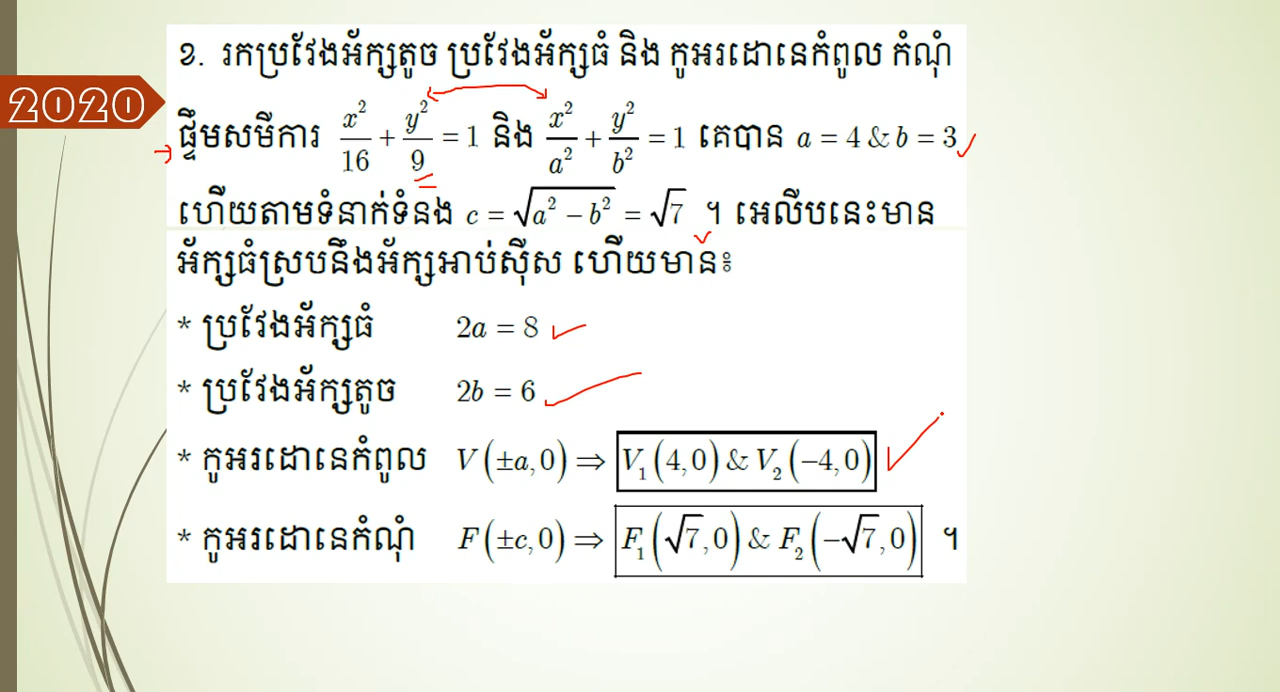 2020
ខ. រកប្រវែងអ័ក្សតូច ប្រវែងអ័ក្សធំ និង កូអរដោនេកំពូល កំណុំ
ផ្ទឹមសមីការ x²/16 + y²/9 = 1 និង x²/a² + y²/b² = 1 គេបាន a = 4 & b = 3
ហើយតាមទំនាក់ទំនង c = √(a² − b²) = √7 ។ អេលីបនេះមាន
អ័ក្សធំស្របនឹងអ័ក្សអាប់ស៊ីស ហើយមាន៖
* ប្រវែងអ័ក្សធំ 2a = 8
* ប្រវែងអ័ក្សតូច 2b = 6
* កូអរដោនេកំពូល V(±a, 0) ⇒ V₁(4, 0) & V₂(−4, 0)
* កូអរដោនេកំណុំ F(±c, 0) ⇒ F₁(√7, 0) & F₂(−√7, 0) ។